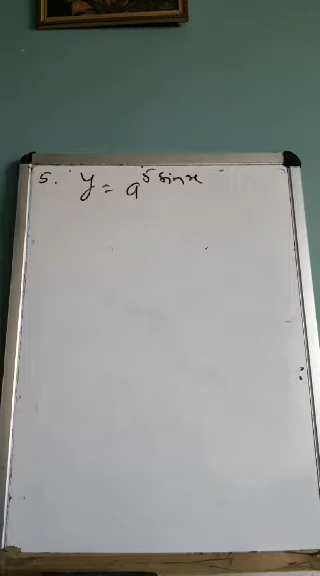 5. y = a^5 sinx